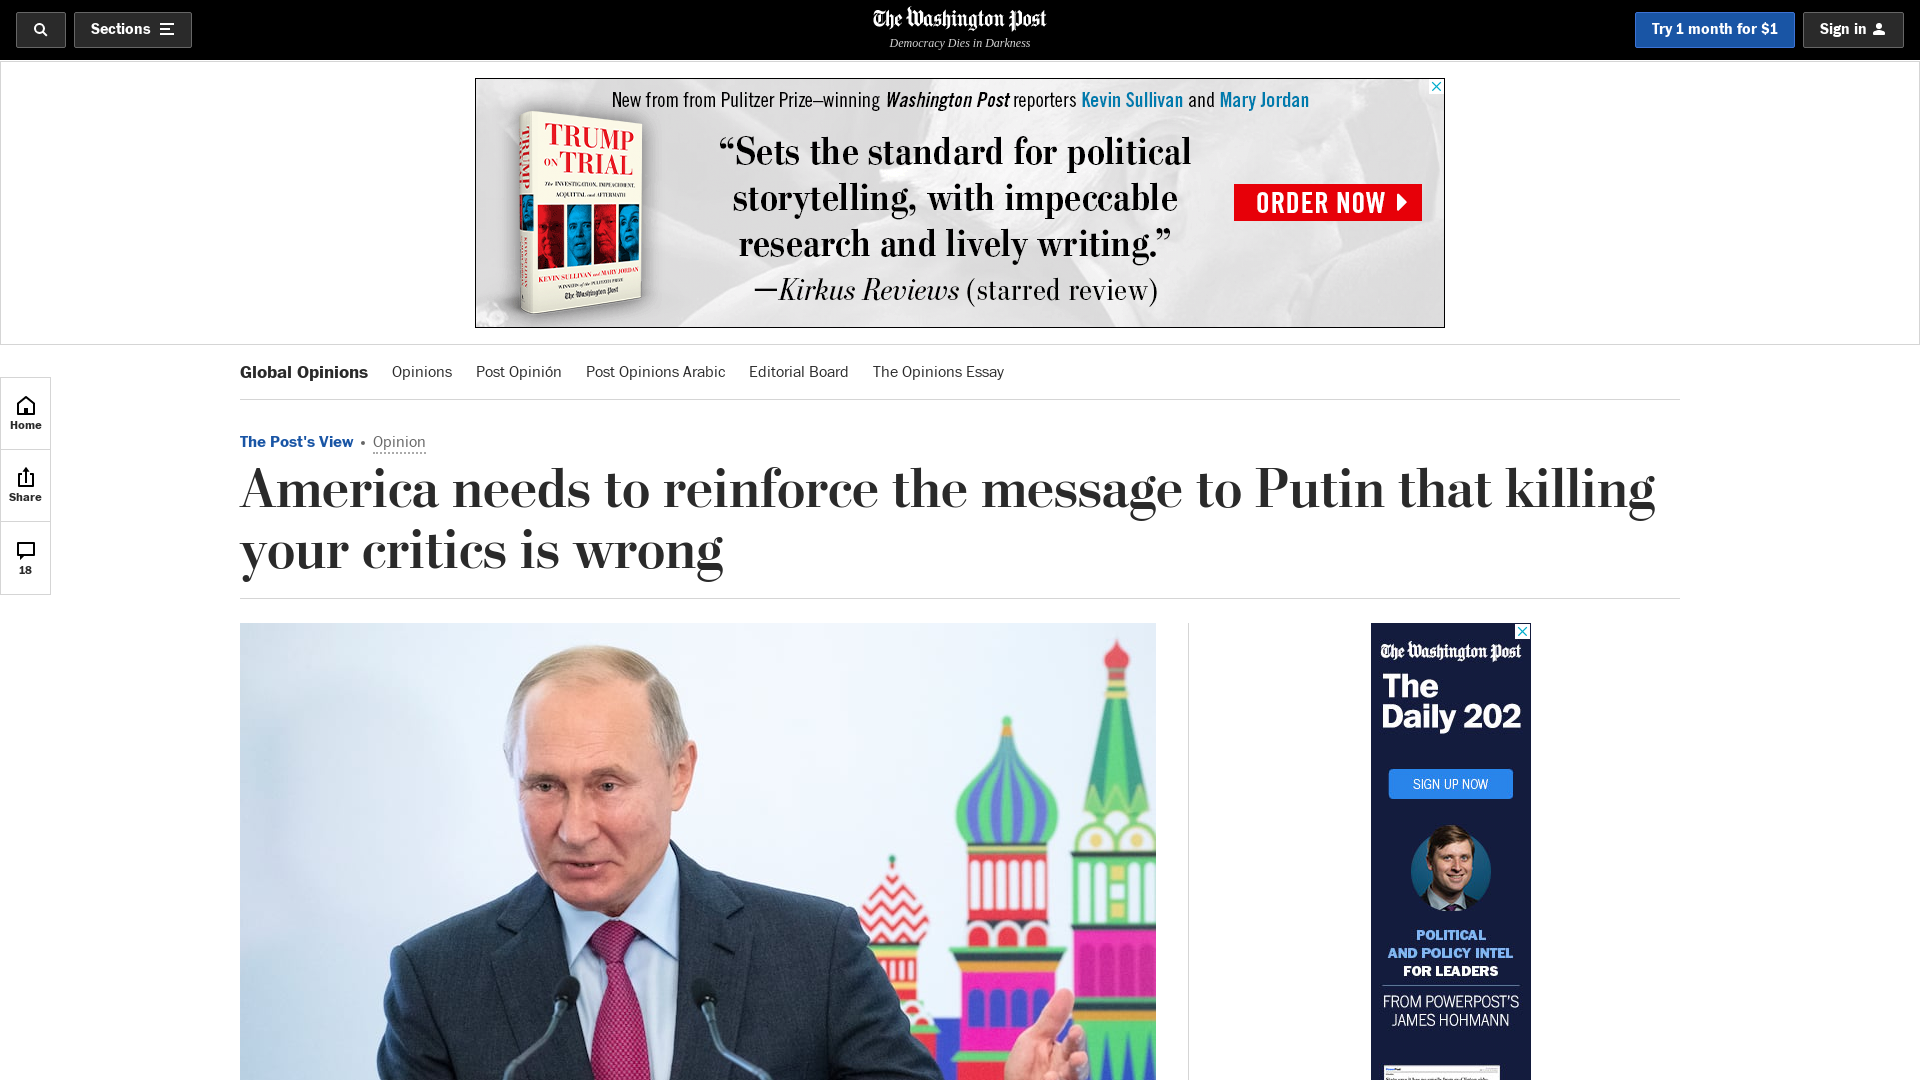 Sections
The Washington Post
Democracy Dies in Darkness
Try 1 month for $1
Sign in
New from from Pulitzer Prize–winning Washington Post reporters Kevin Sullivan and Mary Jordan
TRUMP
ON TRIAL
The INVESTIGATION, IMPEACHMENT,
ACQUITTAL and AFTERMATH
TRUMP
KEVIN SULLIVAN and MARY JORDAN
WINNERS of the PULITZER PRIZE
The Washington Post
“Sets the standard for political
storytelling, with impeccable
research and lively writing.”
—Kirkus Reviews (starred review)
ORDER NOW
Global Opinions
Opinions
Post Opinión
Post Opinions Arabic
Editorial Board
The Opinions Essay
Home
Share
18
The Post's View • Opinion
America needs to reinforce the message to Putin that killing
your critics is wrong
The Washington Post
The
Daily 202
SIGN UP NOW
POLITICAL
AND POLICY INTEL
FOR LEADERS
FROM POWERPOST’S
JAMES HOHMANN